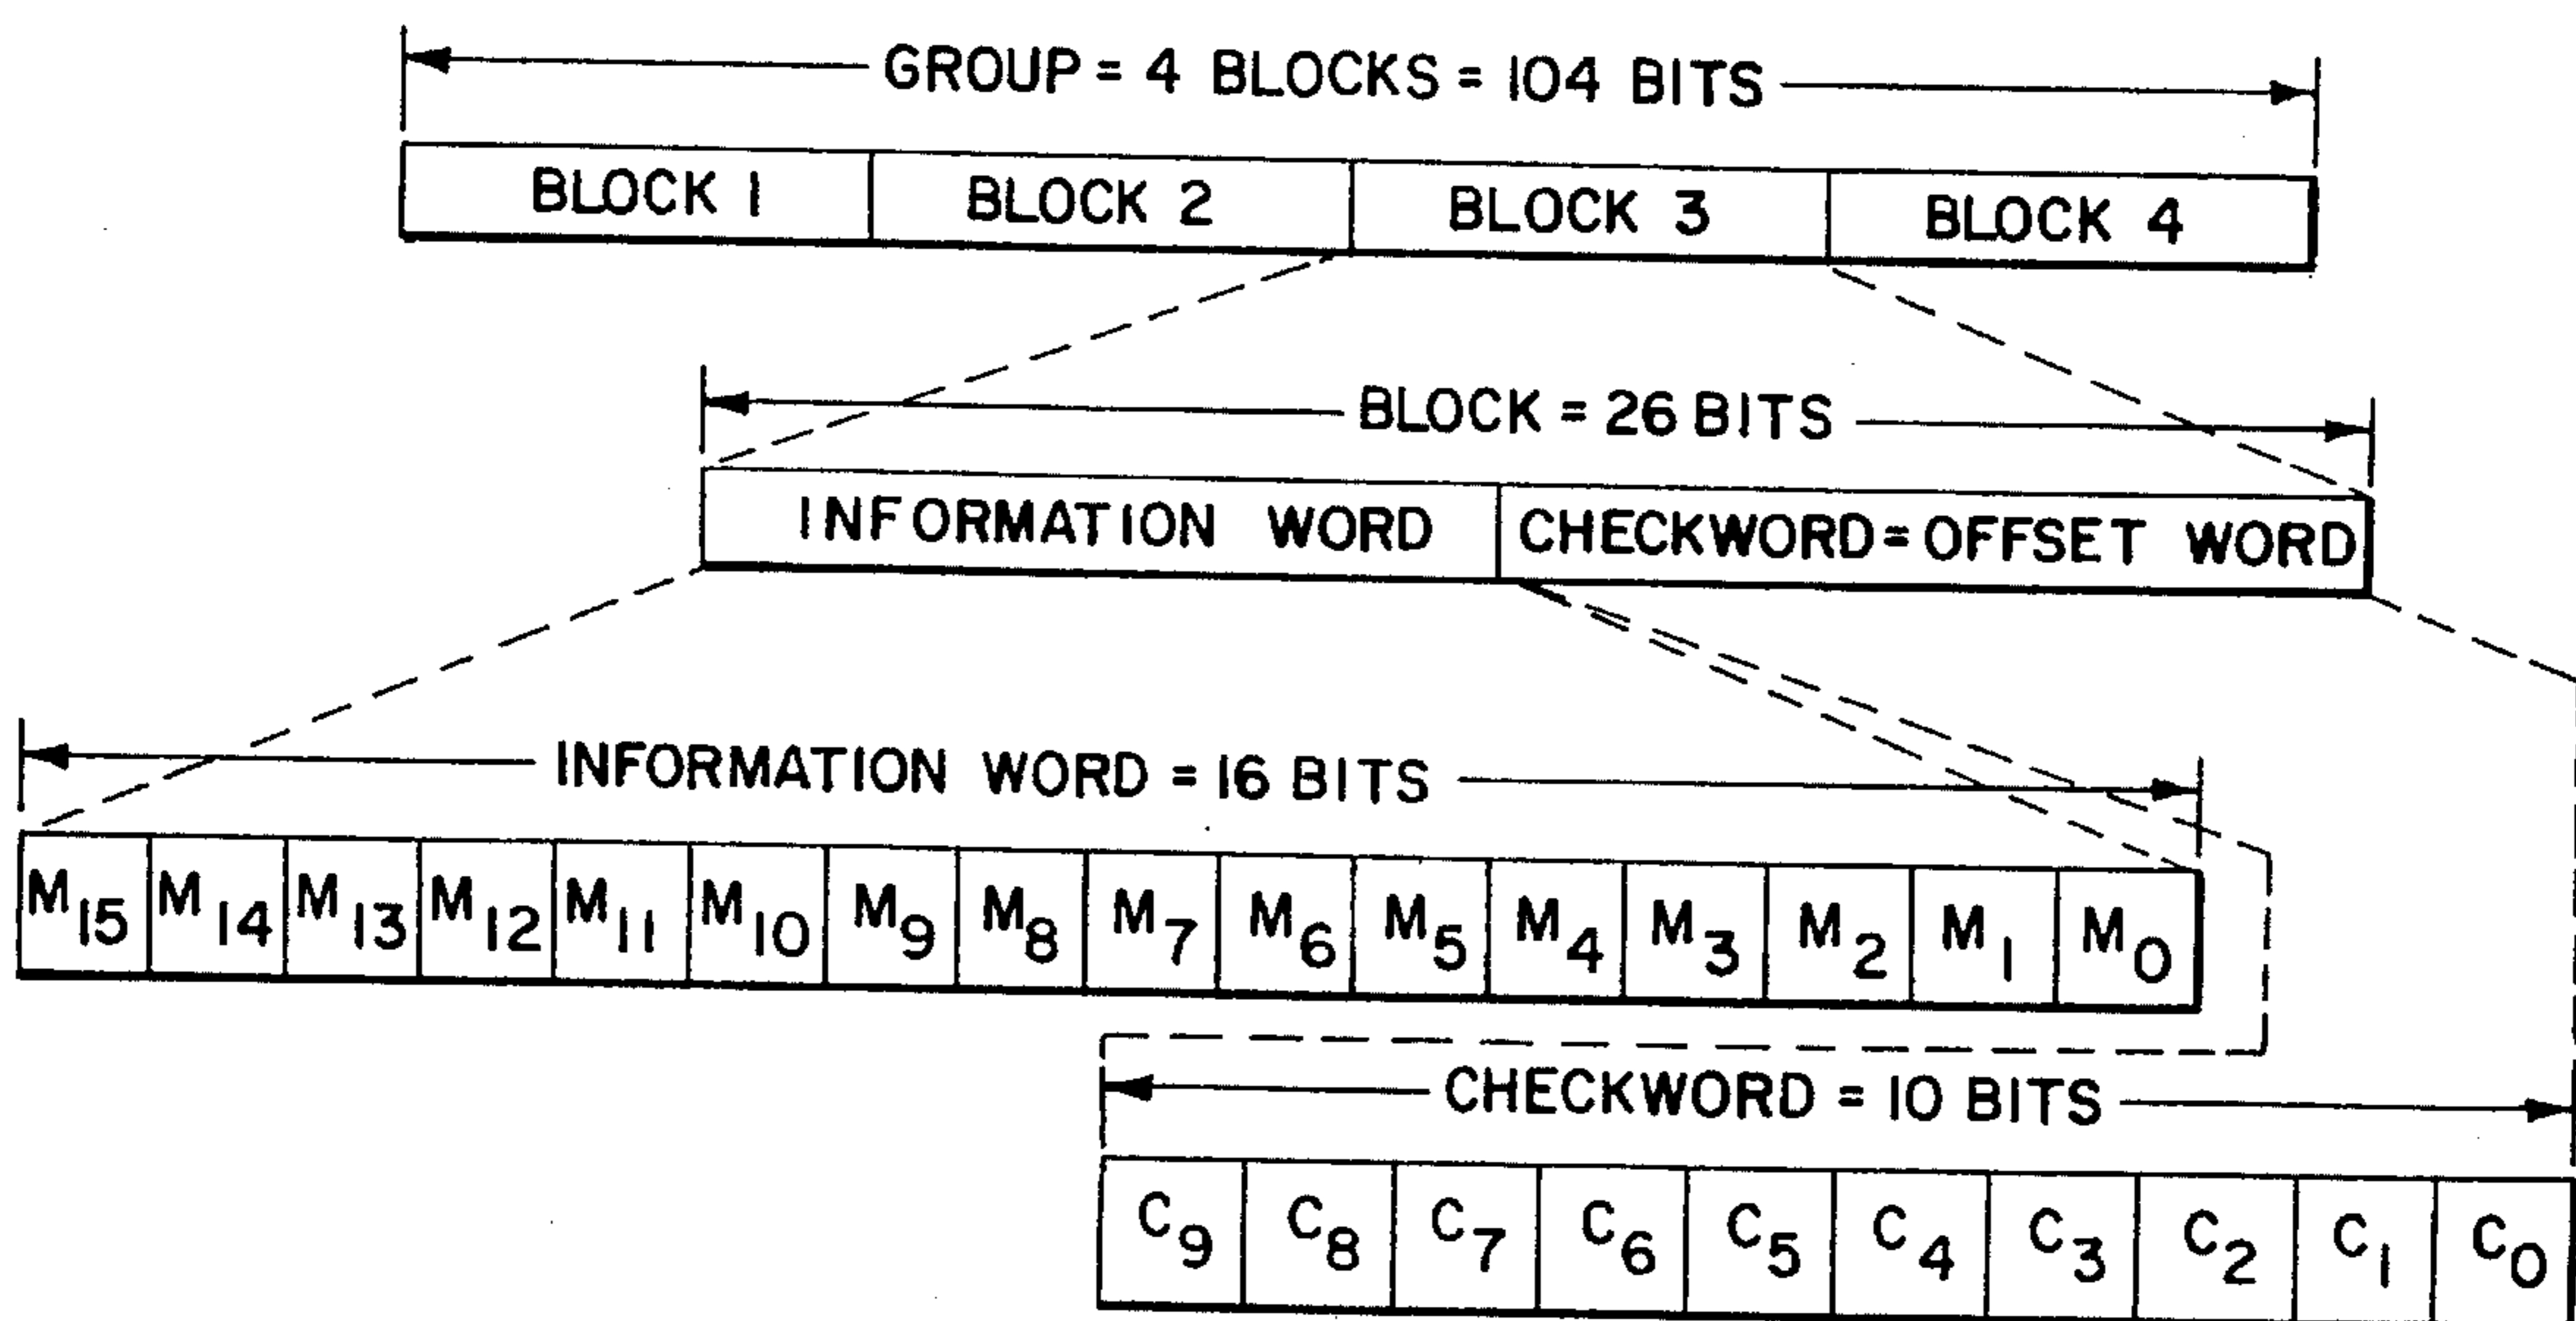 GROUP = 4 BLOCKS = 104 BITS
BLOCK 1 BLOCK 2 BLOCK 3 BLOCK 4
BLOCK = 26 BITS
INFORMATION WORD CHECKWORD = OFFSET WORD
INFORMATION WORD = 16 BITS
M15 M14 M13 M12 M11 M10 M9 M8 M7 M6 M5 M4 M3 M2 M1 M0
CHECKWORD = 10 BITS
C9 C8 C7 C6 C5 C4 C3 C2 C1 C0